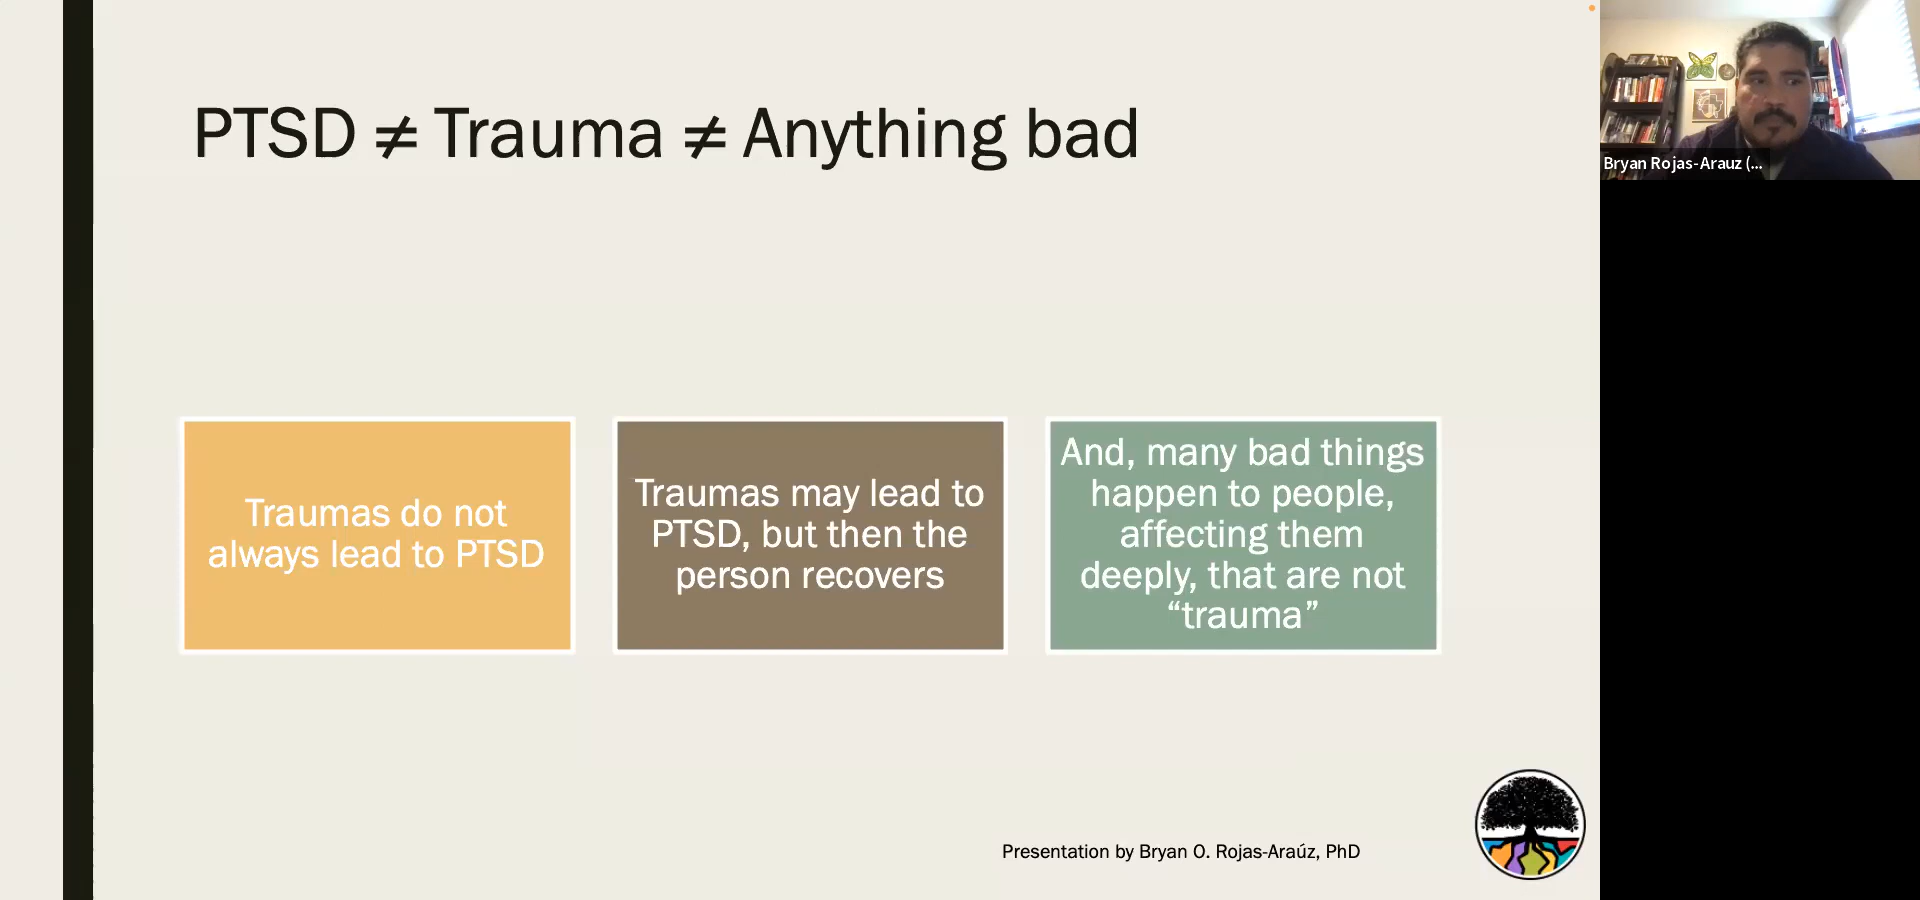 PTSD ≠ Trauma ≠ Anything bad
Traumas do not
always lead to PTSD
Traumas may lead to
PTSD, but then the
person recovers
And, many bad things
happen to people,
affecting them
deeply, that are not
“trauma”
Presentation by Bryan O. Rojas-Araúz, PhD
Bryan Rojas-Arauz (...